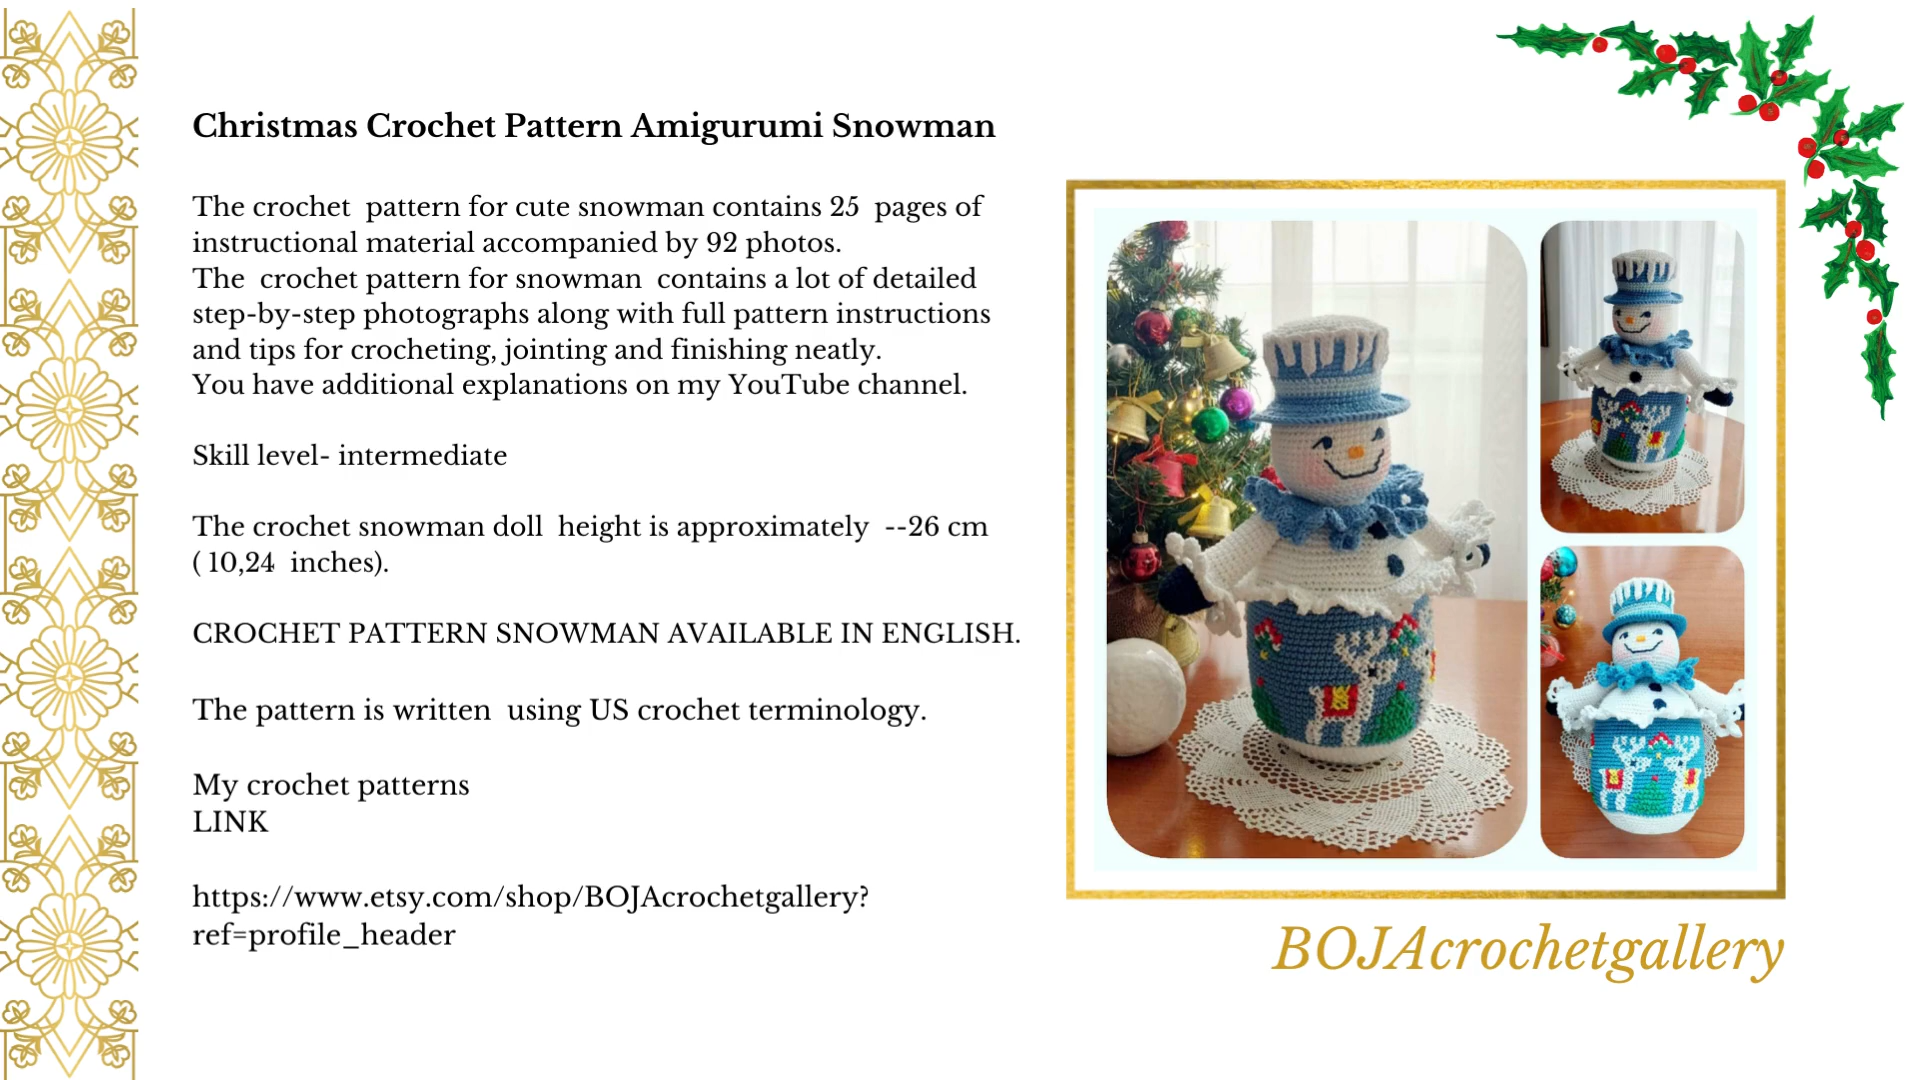 Christmas Crochet Pattern Amigurumi Snowman
The crochet  pattern for cute snowman contains 25  pages of
instructional material accompanied by 92 photos.
The  crochet pattern for snowman  contains a lot of detailed
step-by-step photographs along with full pattern instructions
and tips for crocheting, jointing and finishing neatly.
You have additional explanations on my YouTube channel.
Skill level- intermediate
The crochet snowman doll  height is approximately  --26 cm
( 10,24  inches).
CROCHET PATTERN SNOWMAN AVAILABLE IN ENGLISH.
The pattern is written  using US crochet terminology.
My crochet patterns
LINK
https://www.etsy.com/shop/BOJAcrochetgallery?
ref=profile_header
BOJAcrochetgallery